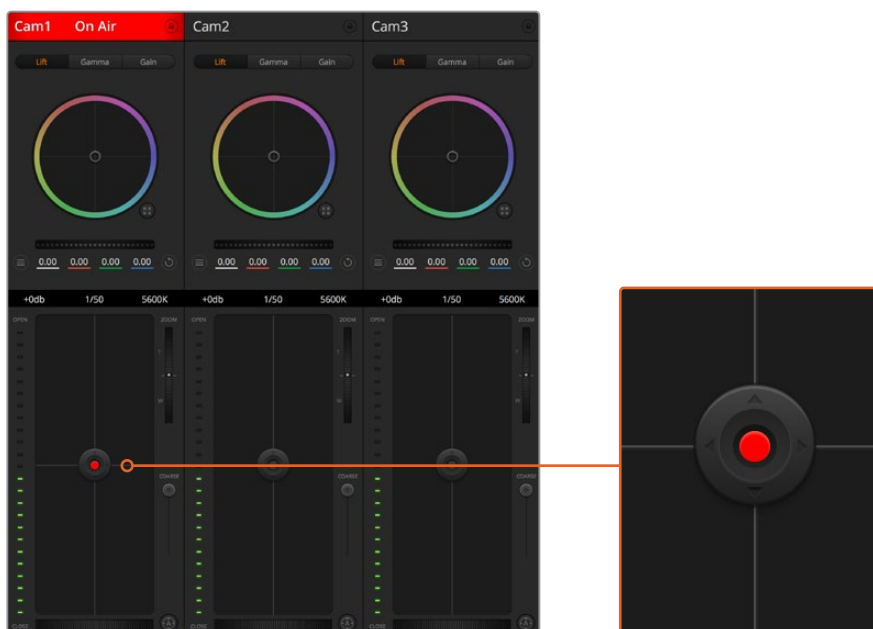 Cam1 On Air Cam2 Cam3
Lift Gamma Gain Lift Gamma Gain Lift Gamma Gain
0.00 0.00 0.00 0.00 0.00 0.00 0.00 0.00 0.00 0.00 0.00 0.00
+0db 1/50 5600K +0db 1/50 5600K +0db 1/50 5600K
OPEN ZOOM OPEN ZOOM OPEN ZOOM
T T T
W W W
COARSE COARSE COARSE
CLOSE CLOSE CLOSE